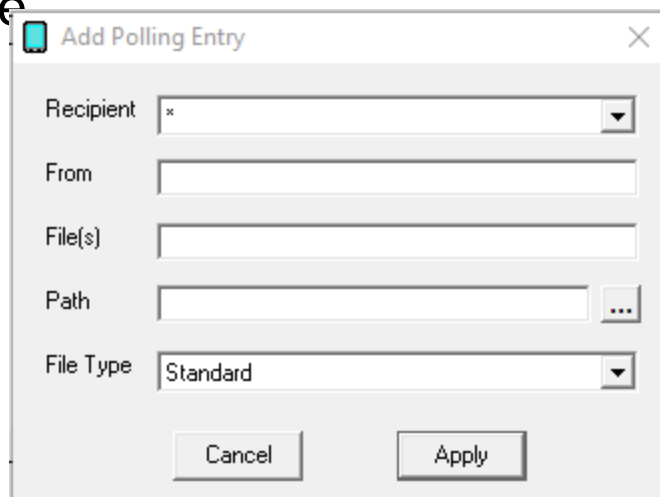 e
Add Polling Entry
Recipient *
From
File(s)
Path ...
File Type Standard
Cancel Apply